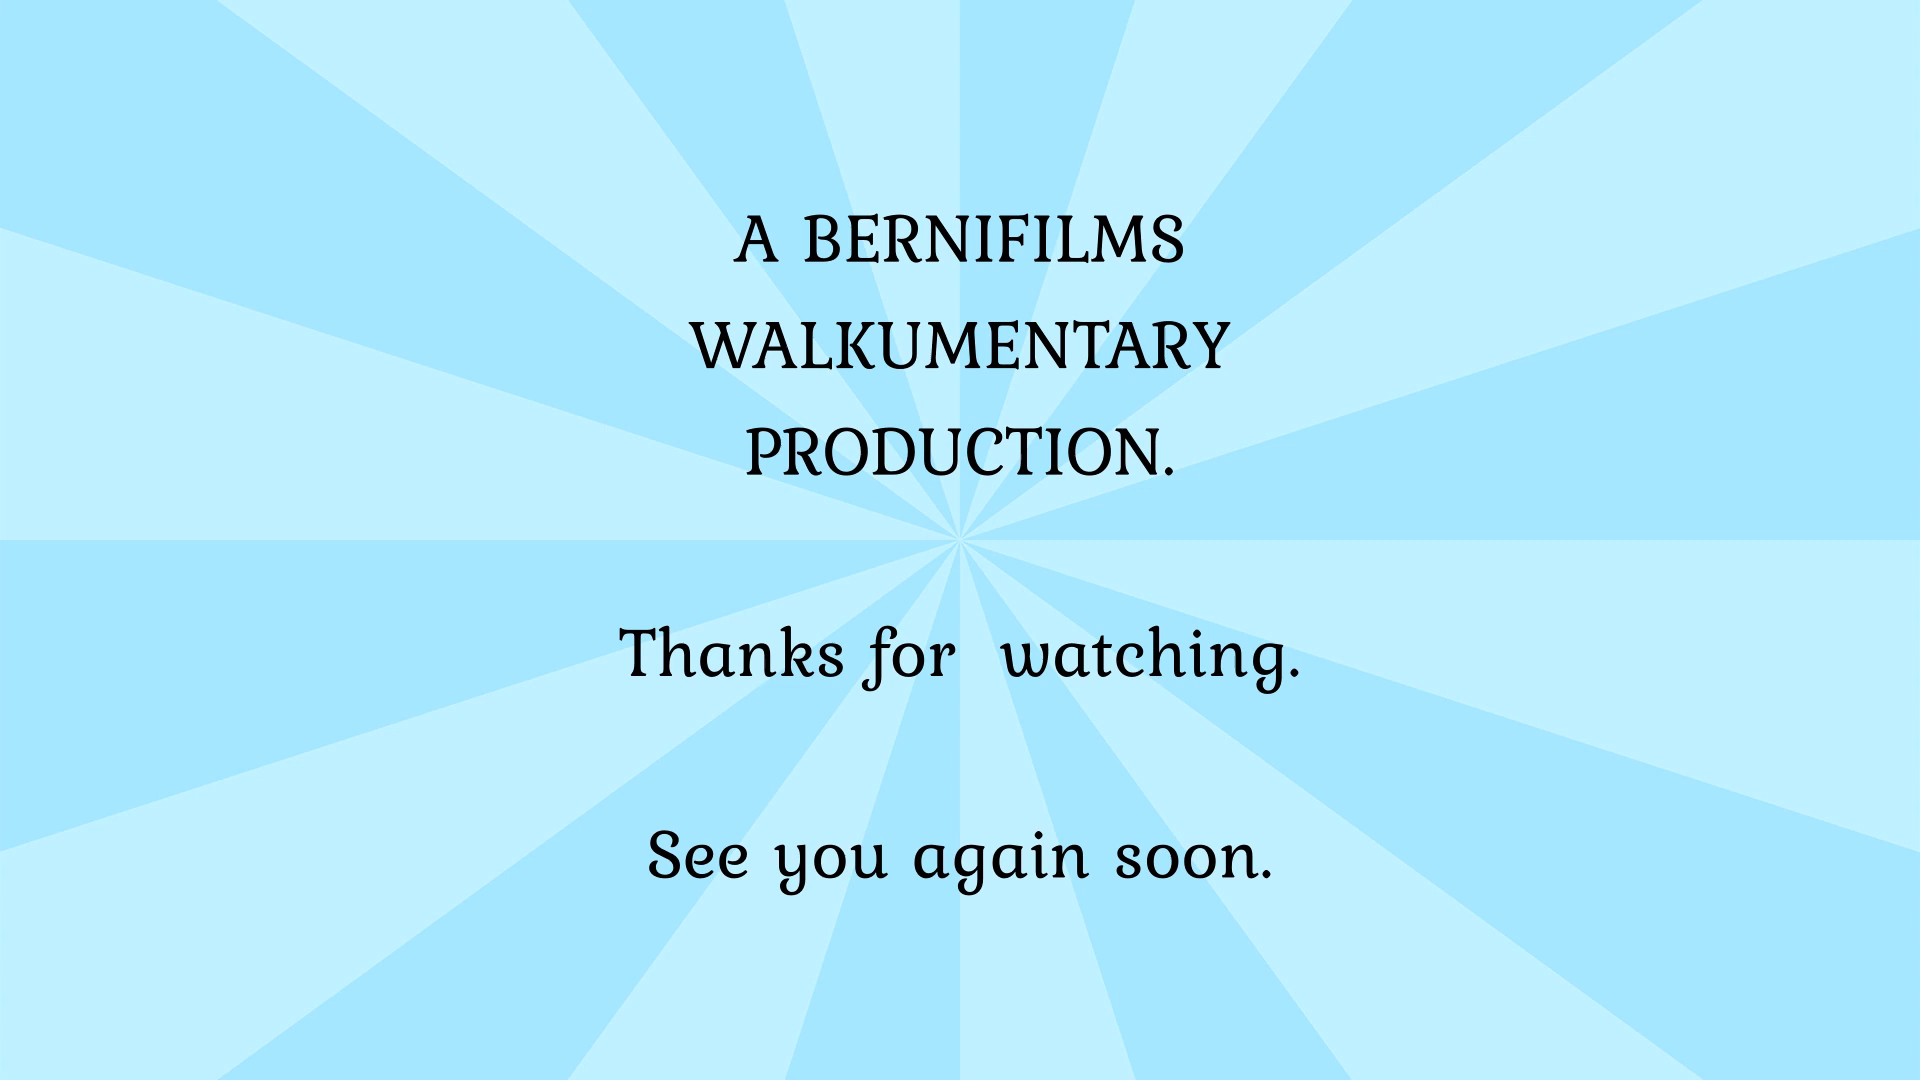 A BERNIFILMS
WALKUMENTARY
PRODUCTION.
Thanks for  watching.
See you again soon.